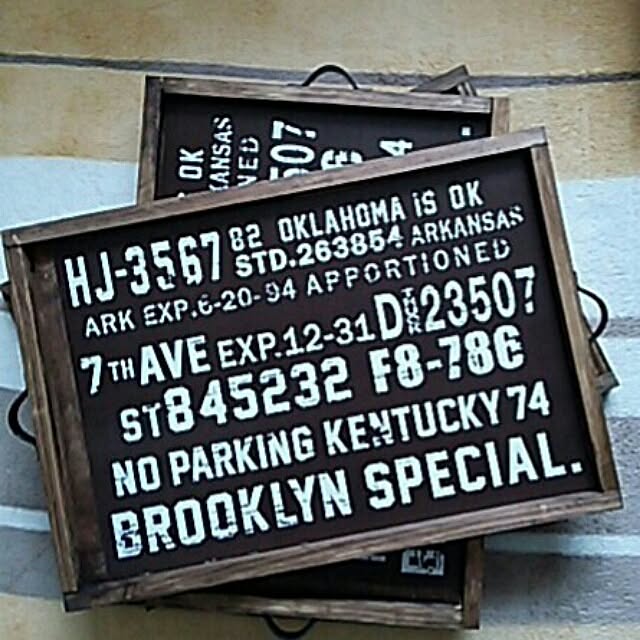 HJ-3567 82 OKLAHOMA iS OK
STD.263854 ARKANSAS
ARK EXP.6-20-94 APPORTIONED
7TH AVE EXP.12-31 D THUR 23507
ST845232 F8-786
NO PARKING KENTUCKY 74
BROOKLYN SPECIAL.
OK